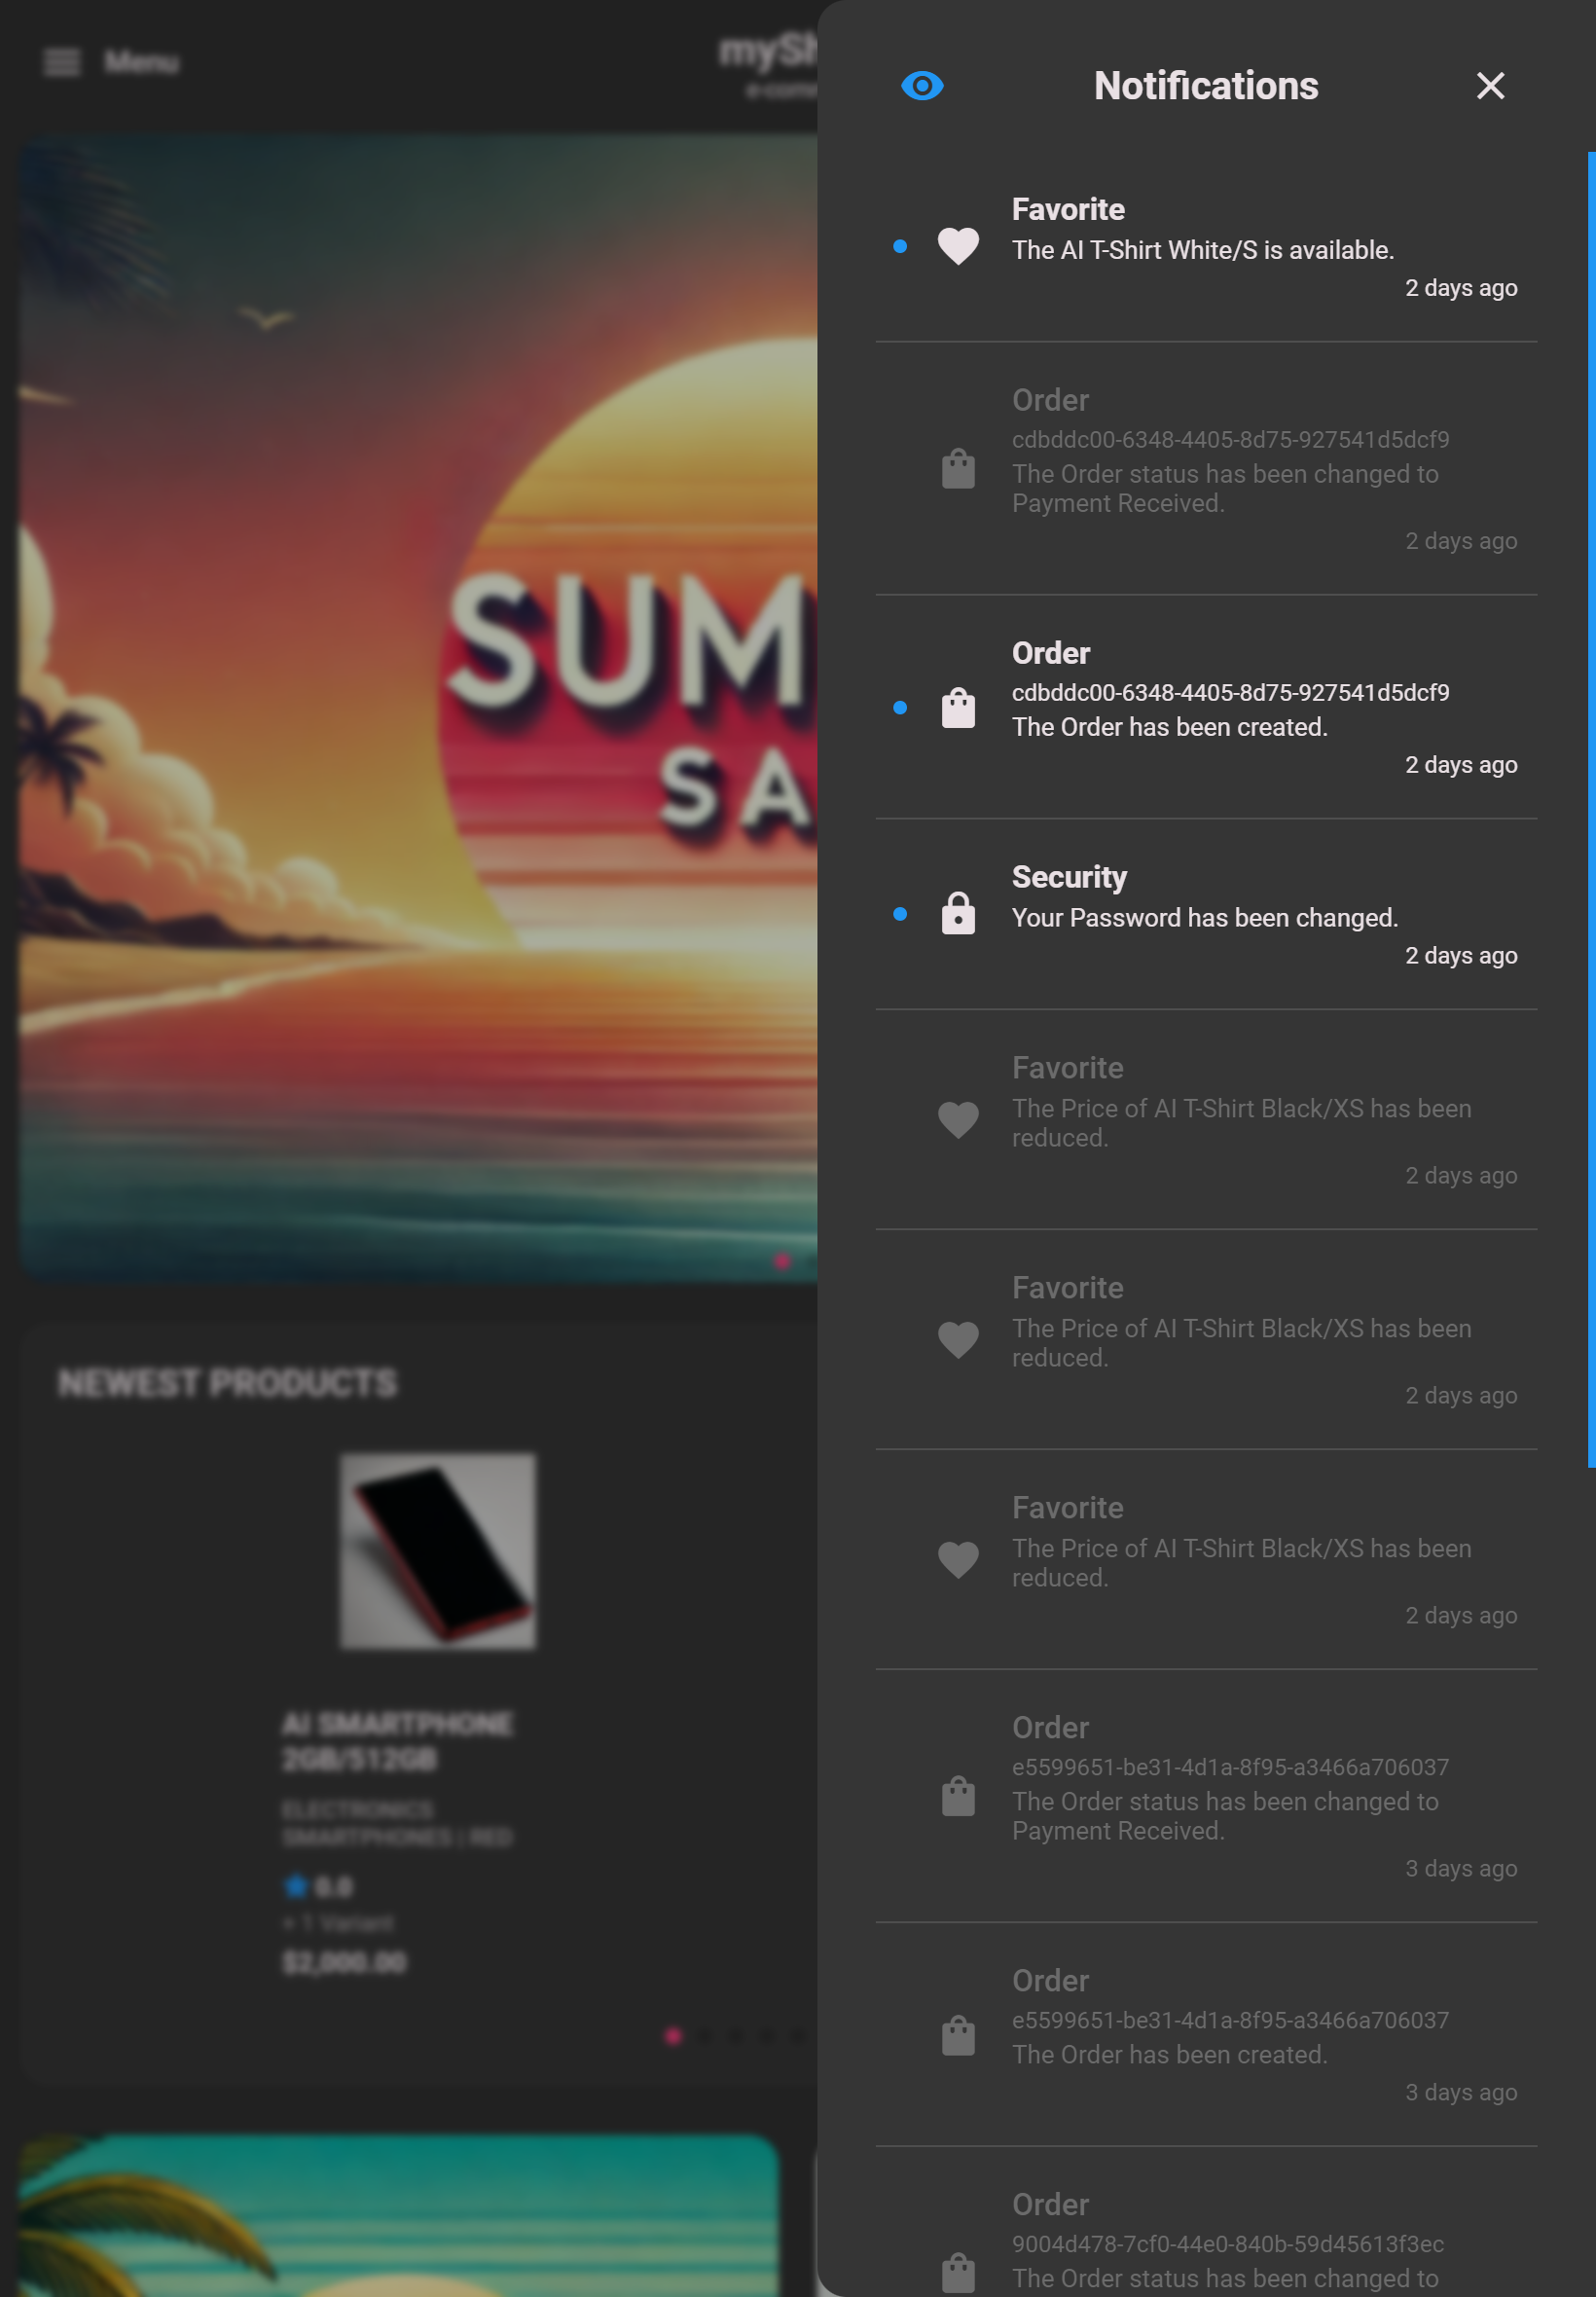 Menu
Notifications
Favorite
The AI T-Shirt White/S is available.
2 days ago
Order
cdbddc00-6348-4405-8d75-927541d5dcf9
The Order status has been changed to
Payment Received.
2 days ago
Order
cdbddc00-6348-4405-8d75-927541d5dcf9
The Order has been created.
2 days ago
Security
Your Password has been changed.
2 days ago
Favorite
The Price of AI T-Shirt Black/XS has been
reduced.
2 days ago
Favorite
The Price of AI T-Shirt Black/XS has been
reduced.
2 days ago
Favorite
The Price of AI T-Shirt Black/XS has been
reduced.
2 days ago
Order
e5599651-be31-4d1a-8f95-a3466a706037
The Order status has been changed to
Payment Received.
3 days ago
Order
e5599651-be31-4d1a-8f95-a3466a706037
The Order has been created.
3 days ago
Order
9004d478-7cf0-44e0-840b-59d45613f3ec
The Order status has been changed to
SUM
SA
NEWEST PRODUCTS
AI SMARTPHONE
2GB/512GB
ELECTRONICS
SMARTPHONES | RED
0.0
+ 1 Variant
$2,000.00